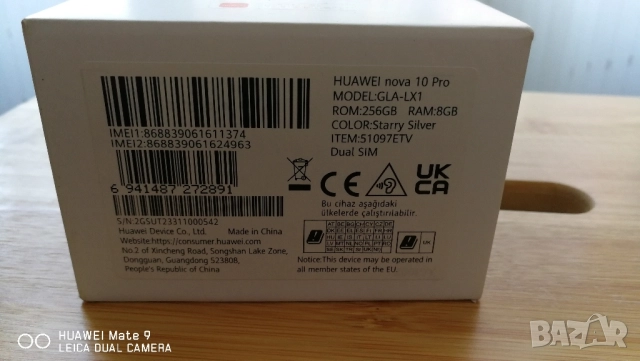 HUAWEI nova 10 Pro
MODEL:GLA-LX1
ROM:256GB RAM:8GB
COLOR:Starry Silver
ITEM:51097ETV
Dual SIM
IMEI1:868839061611374
IMEI2:868839061624963
6 941487 272891
S/N:2GSUT23311000542
Huawei Device Co., Ltd. Made in China
Website:https://consumer.huawei.com
No.2 of Xincheng Road, Songshan Lake Zone,
Dongguan, Guangdong 523808,
People's Republic of China
CE
UK
CA
Bu cihaz aşağıdaki
ülkelerde çalıştırılabilir.
Notice:This device may be operated in
all member states of the EU.
HUAWEI Mate 9
LEICA DUAL CAMERA
BAZAR
.bg